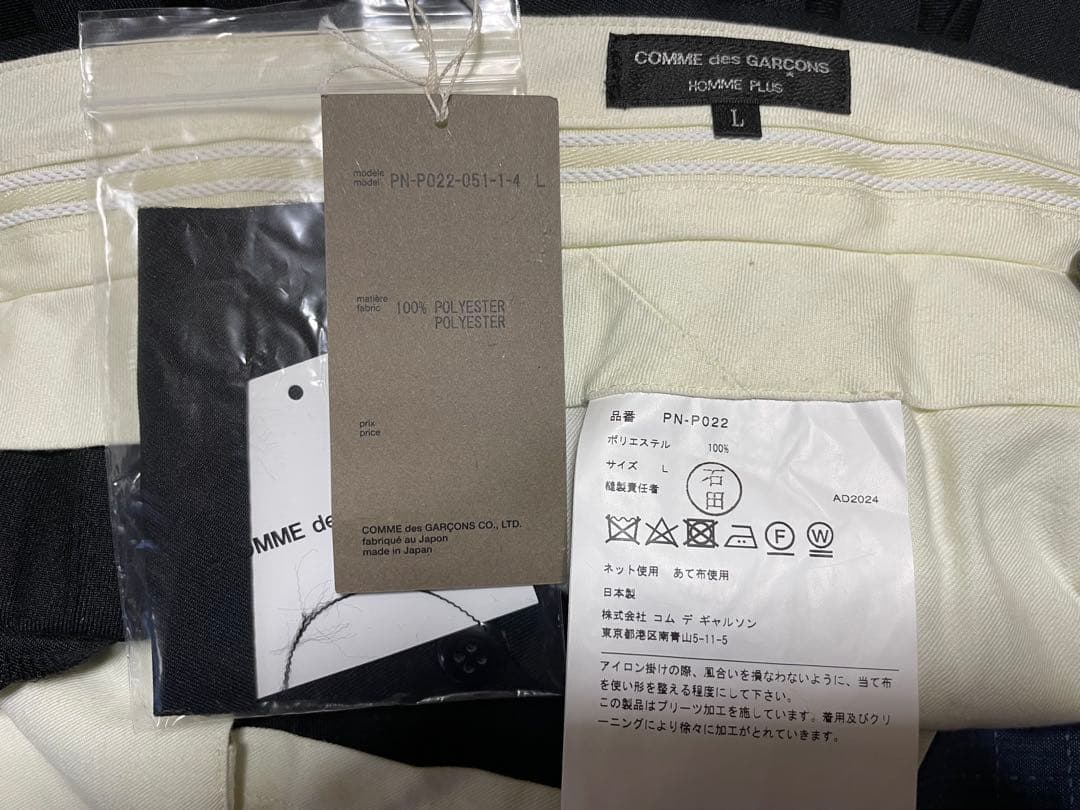 COMME des GARÇONS
HOMME PLUS
L
modèle
model PN-P022-051-1-4 L
matière
fabric 100% POLYESTER
POLYESTER
prix
price
COMME des GARÇONS CO., LTD.
fabriqué au Japon
made in Japan
OMME de
品番 PN-P022
ポリエステル 100%
サイズ L
縫製責任者 石田
AD2024
F W
ネット使用 あて布使用
日本製
株式会社 コム デ ギャルソン
東京都港区南青山5-11-5
アイロン掛けの際、風合いを損なわないように、当て布
を使い形を整える程度にして下さい。
この製品はプリーツ加工を施しています。着用及びクリ
ーニングにより徐々に加工がとれていきます。